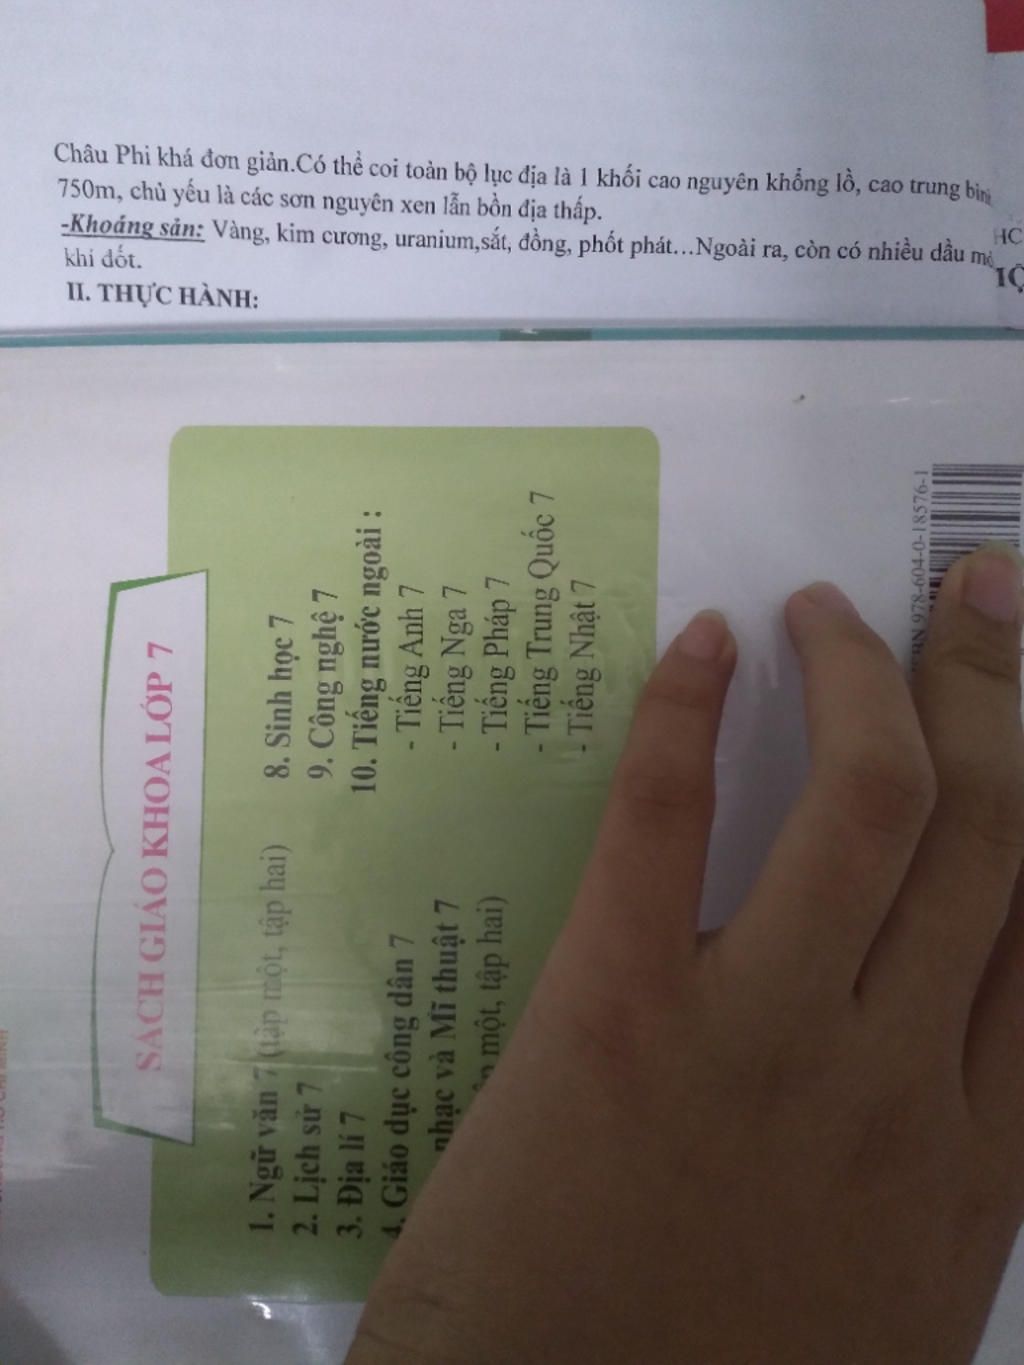 Châu Phi khá đơn giản.Có thể coi toàn bộ lục địa là 1 khối cao nguyên khổng lồ, cao trung bình
750m, chủ yếu là các sơn nguyên xen lẫn bồn địa thấp.
-Khoáng sản: Vàng, kim cương, uranium,sắt, đồng, phốt phát…Ngoài ra, còn có nhiều dầu mỏ
khi đốt.
II. THỰC HÀNH:
SÁCH GIÁO KHOA LỚP 7
1. Ngữ văn 7 (tập một, tập hai)
2. Lịch sử 7
3. Địa lí 7
4. Giáo dục công dân 7
nhạc và Mĩ thuật 7
một, tập hai)
8. Sinh học 7
9. Công nghệ 7
10. Tiếng nước ngoài :
- Tiếng Anh 7
- Tiếng Nga 7
- Tiếng Pháp 7
- Tiếng Trung Quốc 7
- Tiếng Nhật 7
ISBN 978-604-0-18576-1